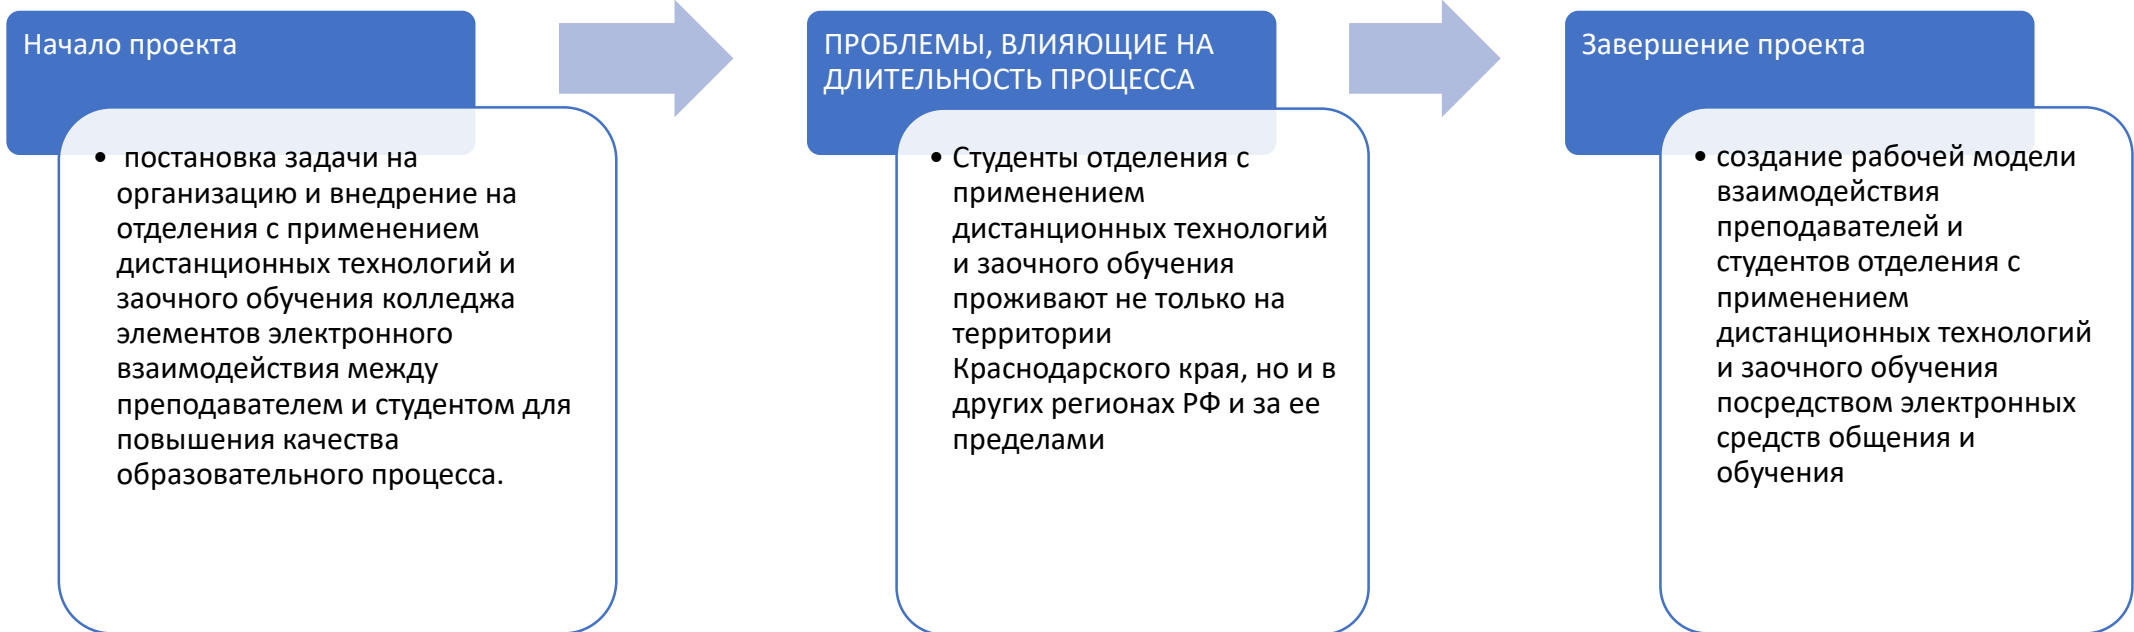 Начало проекта
• постановка задачи на
организацию и внедрение на
отделения с применением
дистанционных технологий и
заочного обучения колледжа
элементов электронного
взаимодействия между
преподавателем и студентом для
повышения качества
образовательного процесса.
ПРОБЛЕМЫ, ВЛИЯЮЩИЕ НА
ДЛИТЕЛЬНОСТЬ ПРОЦЕССА
• Студенты отделения с
применением
дистанционных технологий
и заочного обучения
проживают не только на
территории
Краснодарского края, но и в
других регионах РФ и за ее
пределами
Завершение проекта
• создание рабочей модели
взаимодействия
преподавателей и
студентов отделения с
применением
дистанционных технологий
и заочного обучения
посредством электронных
средств общения и
обучения